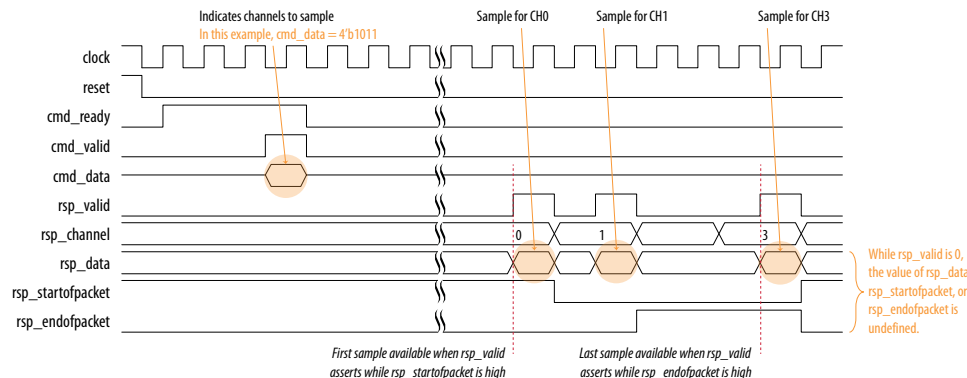 Indicates channels to sample
In this example, cmd_data = 4'b1011
Sample for CH0
Sample for CH1
Sample for CH3
clock
reset
cmd_ready
cmd_valid
cmd_data
rsp_valid
rsp_channel
0
1
3
rsp_data
rsp_startofpacket
rsp_endofpacket
While rsp_valid is 0,
the value of rsp_data
rsp_startofpacket, or
rsp_endofpacket is
undefined.
First sample available when rsp_valid
asserts while rsp_startofpacket is high
Last sample available when rsp_valid
asserts while rsp_endofpacket is high